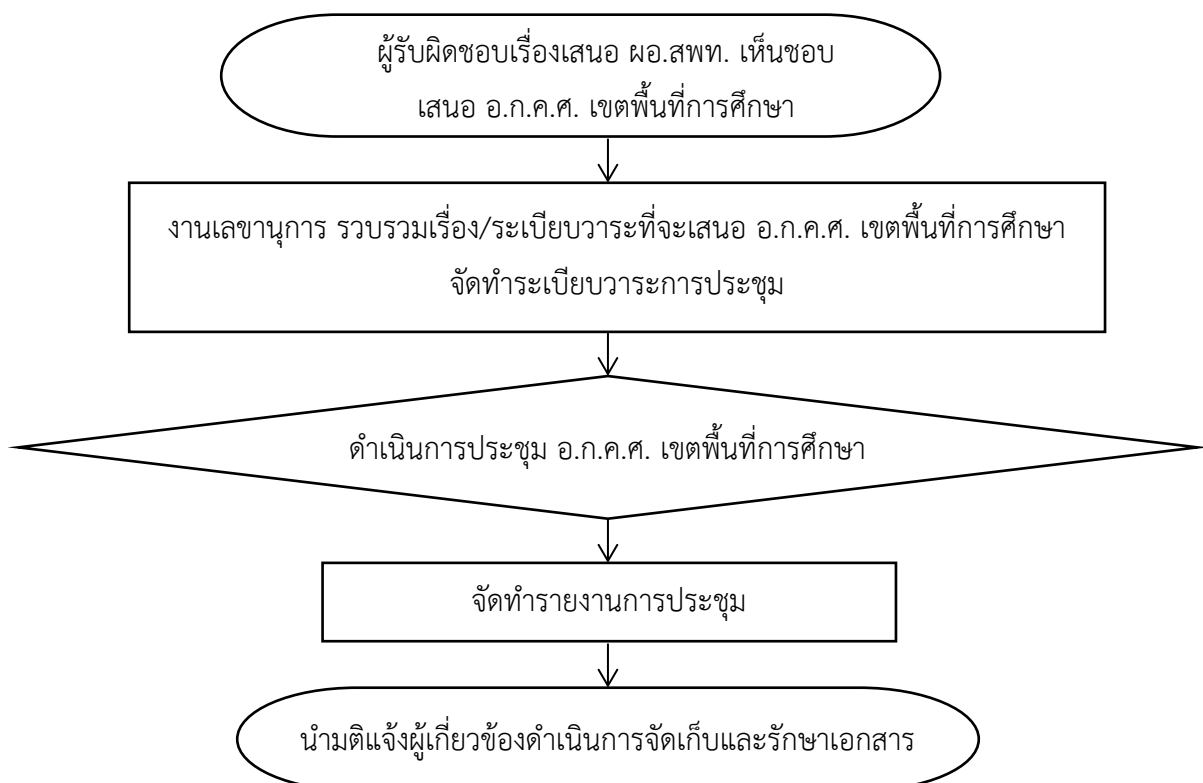 ผู้รับผิดชอบเรื่องเสนอ ผอ.สพท. เห็นชอบ
เสนอ อ.ก.ค.ศ. เขตพื้นที่การศึกษา
งานเลขานุการ รวบรวมเรื่อง/ระเบียบวาระที่จะเสนอ อ.ก.ค.ศ. เขตพื้นที่การศึกษา
จัดทำระเบียบวาระการประชุม
ดำเนินการประชุม อ.ก.ค.ศ. เขตพื้นที่การศึกษา
จัดทำรายงานการประชุม
นำมติแจ้งผู้เกี่ยวข้องดำเนินการจัดเก็บและรักษาเอกสาร